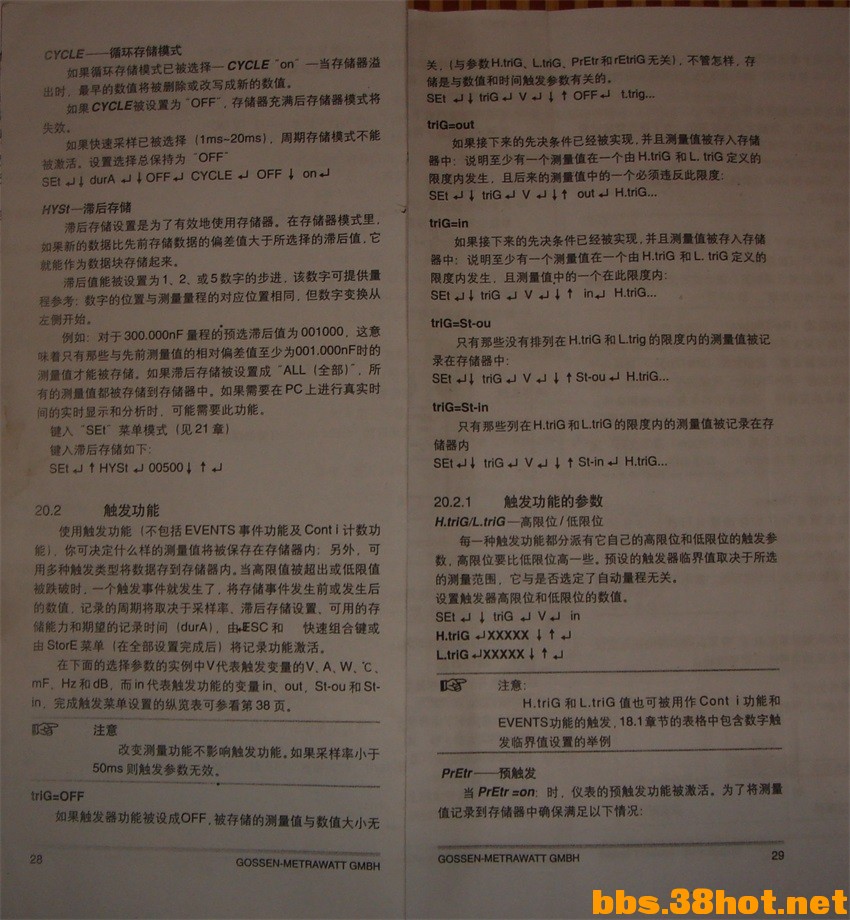 CYCLE——循环存储模式
如果循环存储模式已被选择— CYCLE “on” —当存储器溢
出时，最早的数值将被删除或改写成新的数值。
如果CYCLE被设置为“OFF”，存储器充满后存储器模式将
失效。
如果快速采样已被选择（1ms~20ms），周期存储模式不能
被激活。设置选择总保持为“OFF”
SEt ↵↓ durA ↵↓OFF↵ CYCLE ↵ OFF ↓ on↵
HYSt—滞后存储
滞后存储设置是为了有效地使用存储器。在存储器模式里，
如果新的数据比先前存储数据的偏差值大于所选择的滞后值，它
就能作为数据块存储起来。
滞后值能被设置为1、2、或5数字的步进，该数字可提供量
程参考；数字的位置与测量量程的对应位置相同，但数字变换从
左侧开始。
例如：对于300.000nF量程的预选滞后值为001000，这意
味着只有那些与先前测量值的相对偏差值至少为001.000nF时的
测量值才能被存储。如果滞后存储被设置成“ALL（全部）”，所
有的测量值都被存储到存储器中。如果需要在PC上进行真实时
间的实时显示和分析时，可能需要此功能。
键入“SEt”菜单模式（见21章）
键入滞后存储如下：
SEt ↵ ↑ HYSt ↵ 00500↓ ↑ ↵
20.2 触发功能
使用触发功能（不包括EVENTS事件功能及Cont i计数功
能），你可决定什么样的测量值将被保存在存储器内；另外，可
用多种触发类型将数据存到存储器内。当高限值被超出或低限值
被跌破时，一个触发事件就发生了，将存储事件发生前或发生后
的数值，记录的周期将取决于采样率、滞后存储设置、可用的存
储能力和期望的记录时间（durA），由ESC和 快速组合键或
由StorE菜单（在全部设置完成后）将记录功能激活。
在下面的选择参数的实例中V代表触发变量的V、A、W、℃、
mF、Hz和dB，而in代表触发功能的变量in、out、St-ou和St-
in，完成触发菜单设置的纵览表可参看第38页。
注意
改变测量功能不影响触发功能。如果采样率小于
50ms则触发参数无效。
triG=OFF
如果触发器功能被设成OFF，被存储的测量值与数值大小无
28 GOSSEN-METRAWATT GMBH
关，（与参数H.triG、L.triG、PrEtr和rEtriG无关），不管怎样，存
储是与数值和时间触发参数有关的。
SEt ↵↓ triG ↵ V ↵↓ ↑ OFF↵ t.trig...
triG=out
如果接下来的先决条件已经被实现，并且测量值被存入存储
器中：说明至少有一个测量值在一个由H.triG和L. triG定义的
限度内发生，且后来的测量值中的一个必须违反此限度：
SEt ↵↓ triG ↵ V ↵↓↑ out↵ H.triG...
triG=in
如果接下来的先决条件已经被实现，并且测量值被存入存储
器中：说明至少有一个测量值在一个由H.triG和L. triG定义的
限度内发生，且测量值中的一个在此限度内：
SEt ↵↓ triG ↵ V ↵↓↑ in↵ H.triG...
triG=St-ou
只有那些没有排列在H.triG和L.trig的限度内的测量值被记
录在存储器中：
SEt ↵↓ triG ↵ V ↵ ↓ ↑ St-ou ↵ H.triG...
triG=St-in
只有那些列在H.triG和L.triG的限度内的测量值被记录在存
储器内
SEt ↵↓ triG ↵ V ↵ ↓ ↑ St-in ↵ H.triG...
20.2.1 触发功能的参数
H.triG/L.triG—高限位/低限位
每一种触发功能都分派有它自己的高限位和低限位的触发参
数，高限位要比低限位高一些。预设的触发器临界值取决于所选
的测量范围，它与是否选定了自动量程无关。
设置触发器高限位和低限位的数值。
SEt ↵ ↓ triG ↵ V↵ in
H.triG ↵XXXXX ↓ ↑ ↵
L.triG ↵XXXXX ↓ ↑ ↵
注意：
H.triG和L.triG值也可被用作Cont i功能和
EVENTS功能的触发，18.1章节的表格中包含数字触
发临界值设置的举例
PrEtr——预触发
当PrEtr =on：时，仪表的预触发功能被激活。为了将测量
值记录到存储器中确保满足以下情况：
GOSSEN-METRAWATT GMBH 29
bbs.38hot.net